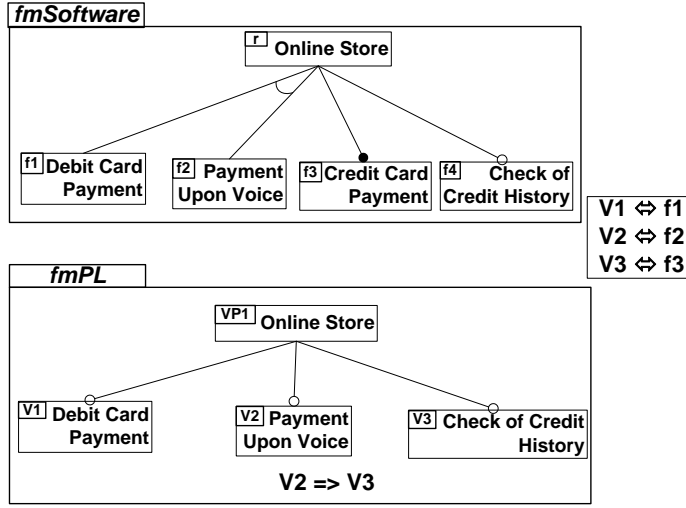 fmSoftware
r Online Store
f1 Debit Card Payment
f2 Payment Upon Voice
f3 Credit Card Payment
f4 Check of Credit History
V1 ⇔ f1
V2 ⇔ f2
V3 ⇔ f3
fmPL
VP1 Online Store
V1 Debit Card Payment
V2 Payment Upon Voice
V3 Check of Credit History
V2 => V3